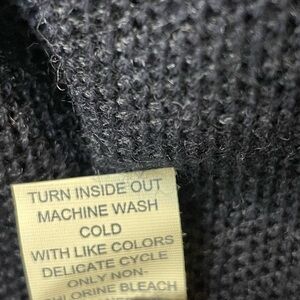 TURN INSIDE OUT
MACHINE WASH
COLD
WITH LIKE COLORS
DELICATE CYCLE
ONLY NON-
CHLORINE BLEACH